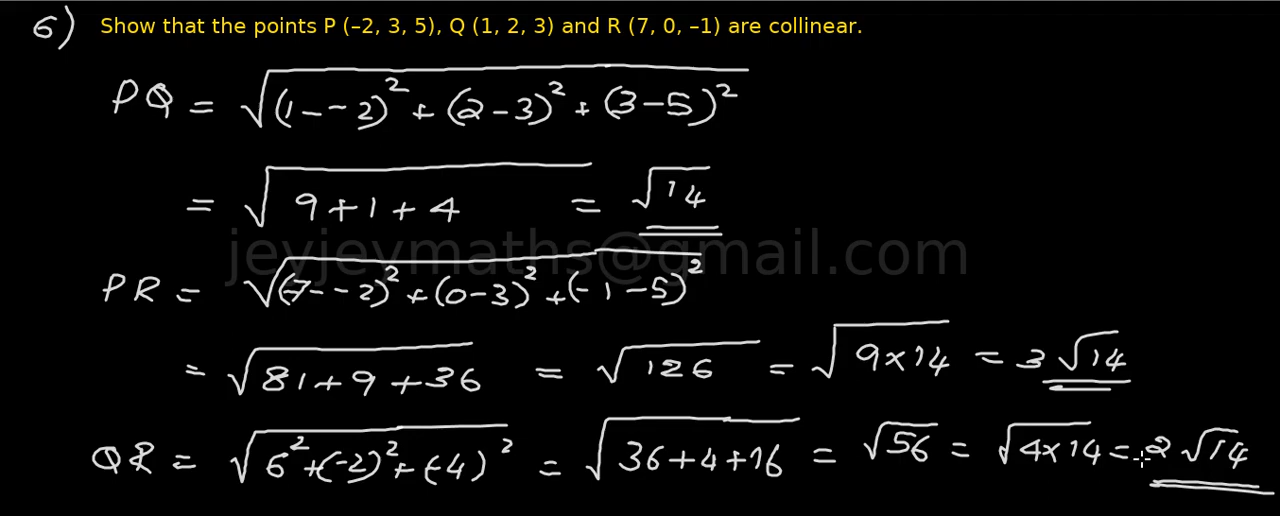 6) Show that the points P (–2, 3, 5), Q (1, 2, 3) and R (7, 0, –1) are collinear.
PQ = √((1--2)² + (2-3)² + (3-5)²)
= √(9+1+4) = √14
jeyjeymaths@gmail.com
PR = √((7--2)² + (0-3)² + (-1-5)²)
= √(81+9+36) = √126 = √(9×14) = 3√14
QR = √(6²+(-2)²+(-4)²) = √(36+4+16) = √56 = √(4×14) = 2√14